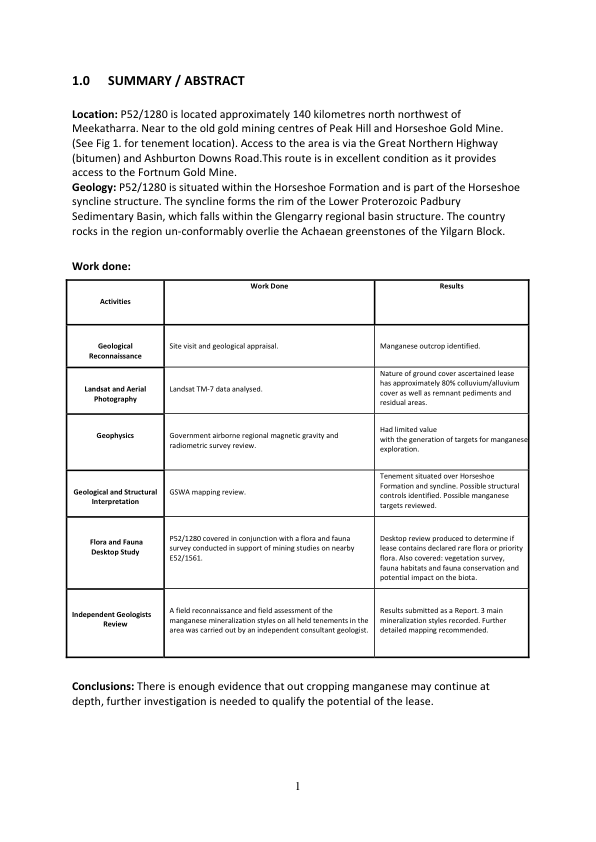 1.0 SUMMARY / ABSTRACT
Location: P52/1280 is located approximately 140 kilometres north northwest of
Meekatharra. Near to the old gold mining centres of Peak Hill and Horseshoe Gold Mine.
(See Fig 1. for tenement location). Access to the area is via the Great Northern Highway
(bitumen) and Ashburton Downs Road.This route is in excellent condition as it provides
access to the Fortnum Gold Mine.
Geology: P52/1280 is situated within the Horseshoe Formation and is part of the Horseshoe
syncline structure. The syncline forms the rim of the Lower Proterozoic Padbury
Sedimentary Basin, which falls within the Glengarry regional basin structure. The country
rocks in the region un-conformably overlie the Achaean greenstones of the Yilgarn Block.
Work done:
Activities
Work Done
Results
Geological
Reconnaissance
Site visit and geological appraisal.
Manganese outcrop identified.
Landsat and Aerial
Photography
Landsat TM-7 data analysed.
Nature of ground cover ascertained lease
has approximately 80% colluvium/alluvium
cover as well as remnant pediments and
residual areas.
Geophysics
Government airborne regional magnetic gravity and
radiometric survey review.
Had limited value
with the generation of targets for manganese
exploration.
Geological and Structural
Interpretation
GSWA mapping review.
Tenement situated over Horseshoe
Formation and syncline. Possible structural
controls identified. Possible manganese
targets reviewed.
Flora and Fauna
Desktop Study
P52/1280 covered in conjunction with a flora and fauna
survey conducted in support of mining studies on nearby
E52/1561.
Desktop review produced to determine if
lease contains declared rare flora or priority
flora. Also covered: vegetation survey,
fauna habitats and fauna conservation and
potential impact on the biota.
Independent Geologists
Review
A field reconnaissance and field assessment of the
manganese mineralization styles on all held tenements in the
area was carried out by an independent consultant geologist.
Results submitted as a Report. 3 main
mineralization styles recorded. Further
detailed mapping recommended.
Conclusions: There is enough evidence that out cropping manganese may continue at
depth, further investigation is needed to qualify the potential of the lease.
1